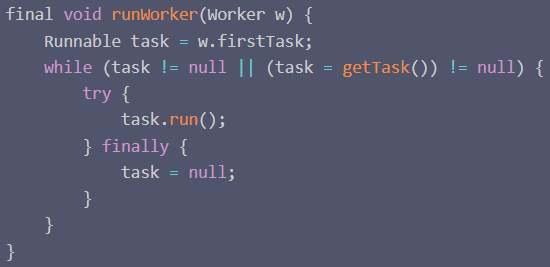 final void runWorker(Worker w) {
    Runnable task = w.firstTask;
    while (task != null || (task = getTask()) != null) {
        try {
            task.run();
        } finally {
            task = null;
        }
    }
}